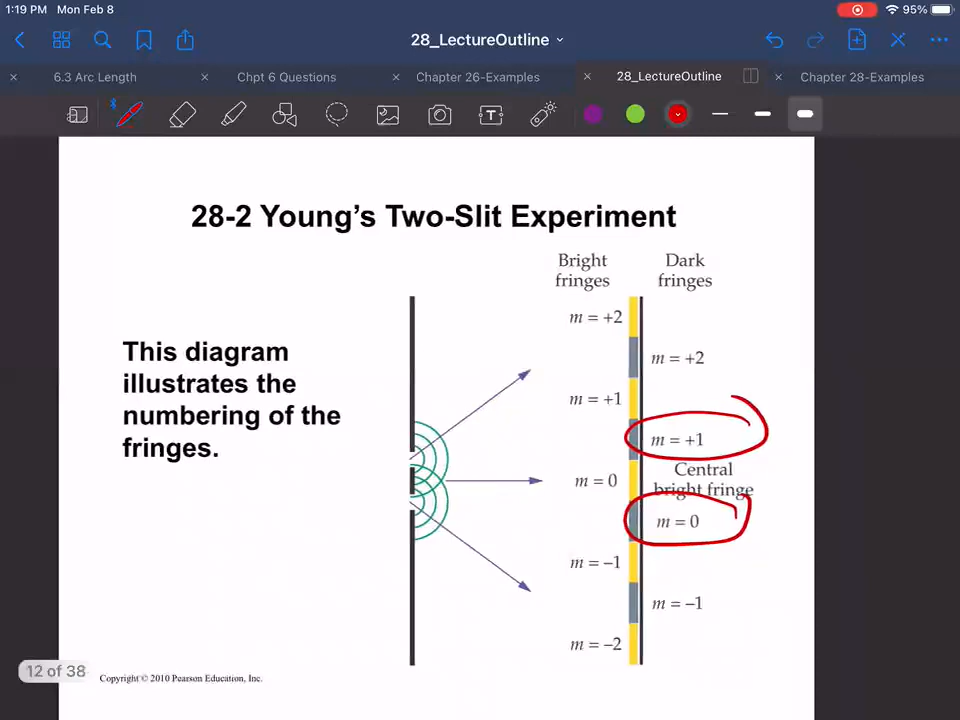 1:19 PM Mon Feb 8
95%
28_LectureOutline
6.3 Arc Length
Chpt 6 Questions
Chapter 26-Examples
28_LectureOutline
Chapter 28-Examples
T
28-2 Young's Two-Slit Experiment
Bright
fringes
Dark
fringes
This diagram
illustrates the
numbering of the
fringes.
m = +2
m = +2
m = +1
m = +1
Central
bright fringe
m = 0
m = 0
m = −1
m = −1
m = −2
12 of 38
Copyright © 2010 Pearson Education, Inc.